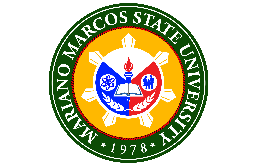 MARIANO MARCOS STATE UNIVERSITY
* 1978 *